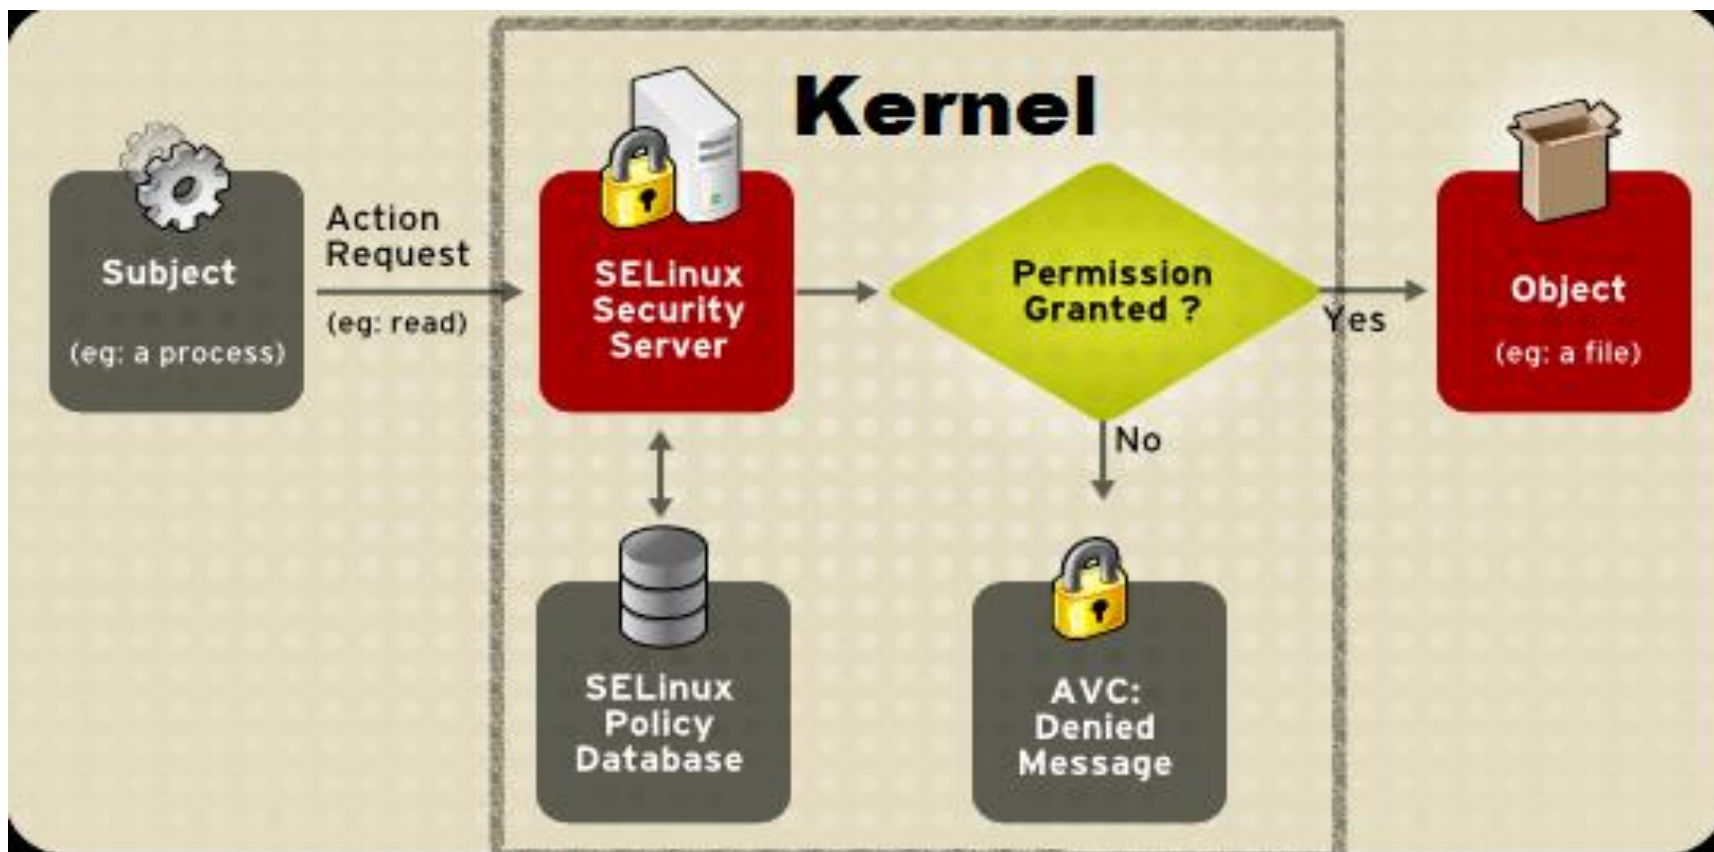 Kernel
Subject
(eg: a process)
Action
Request
(eg: read)
SELinux
Security
Server
Permission
Granted ?
Yes
Object
(eg: a file)
No
SELinux
Policy
Database
AVC:
Denied
Message